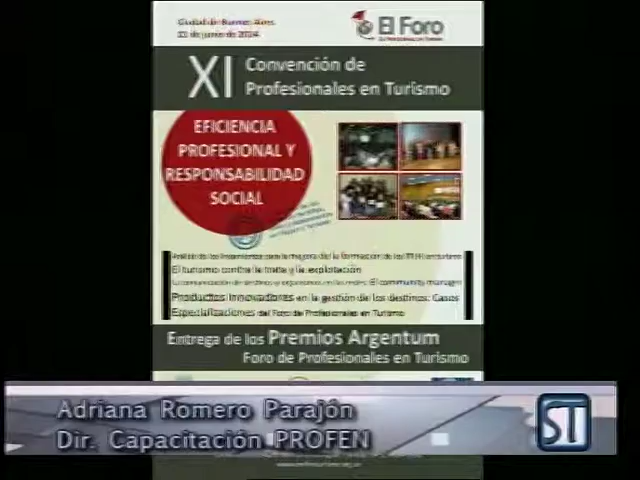 Ciudad de Buenos Aires
El Foro
XI Convención de
Profesionales en Turismo
EFICIENCIA
PROFESIONAL Y
RESPONSABILIDAD
SOCIAL
El turismo contra la trata y la explotación
Productos Innovadores en la gestión de los destinos: Casos
Especializaciones del Foro de Profesionales en Turismo
Entrega de los Premios Argentum
Foro de Profesionales en Turismo
Adriana Romero Parajón
Dir. Capacitación PROFEN
ST